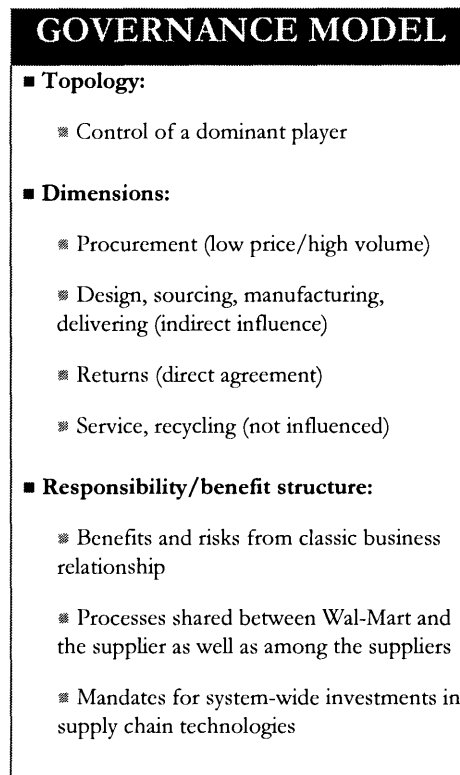 GOVERNANCE MODEL
■ Topology:
▪ Control of a dominant player
■ Dimensions:
▪ Procurement (low price/high volume)
▪ Design, sourcing, manufacturing,
delivering (indirect influence)
▪ Returns (direct agreement)
▪ Service, recycling (not influenced)
■ Responsibility/benefit structure:
▪ Benefits and risks from classic business
relationship
▪ Processes shared between Wal-Mart and
the supplier as well as among the suppliers
▪ Mandates for system-wide investments in
supply chain technologies